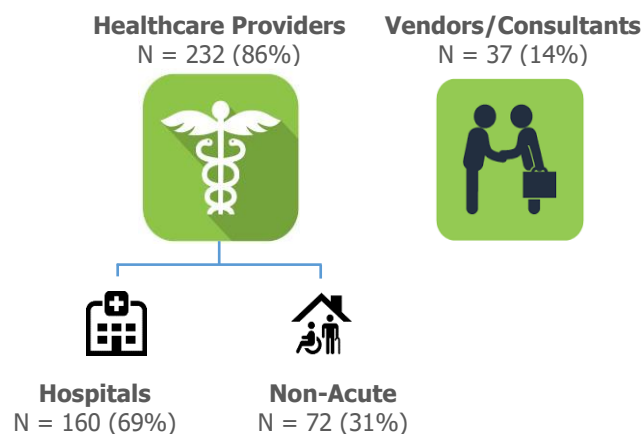 Healthcare Providers
N = 232 (86%)
Vendors/Consultants
N = 37 (14%)
Hospitals
N = 160 (69%)
Non-Acute
N = 72 (31%)